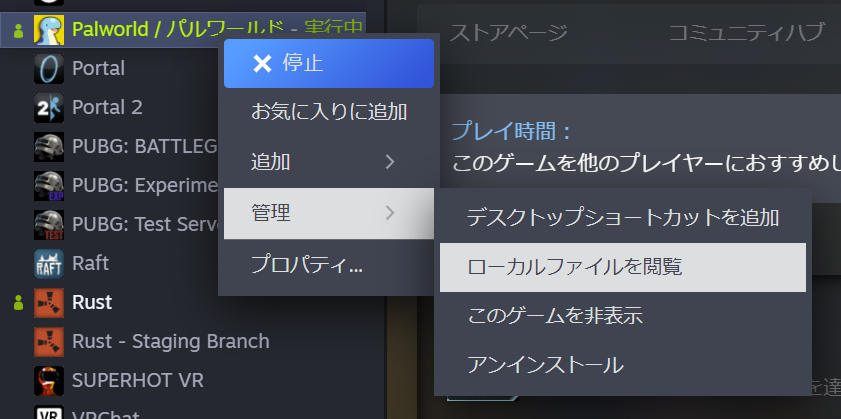 Palworld / パルワールド - 実行中
Portal
Portal 2
PUBG: BATTLEG
PUBG: Experime
PUBG: Test Serv
Raft
Rust
Rust - Staging Branch
SUPERHOT VR
VRChat
停止
お気に入りに追加
追加
管理
プロパティ...
デスクトップショートカットを追加
ローカルファイルを閲覧
このゲームを非表示
アンインストール
ストアページ
コミュニティハブ
プレイ時間：
このゲームを他のプレイヤーにおすすめし
を達